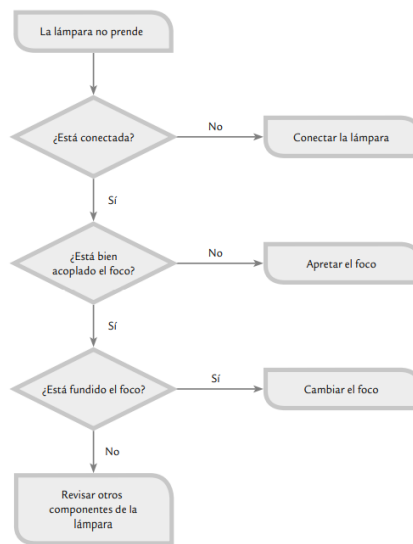 La lámpara no prende
¿Está conectada?
No
Conectar la lámpara
Sí
¿Está bien
acoplado el foco?
No
Apretar el foco
Sí
¿Está fundido el foco?
Sí
Cambiar el foco
No
Revisar otros
componentes de la
lámpara